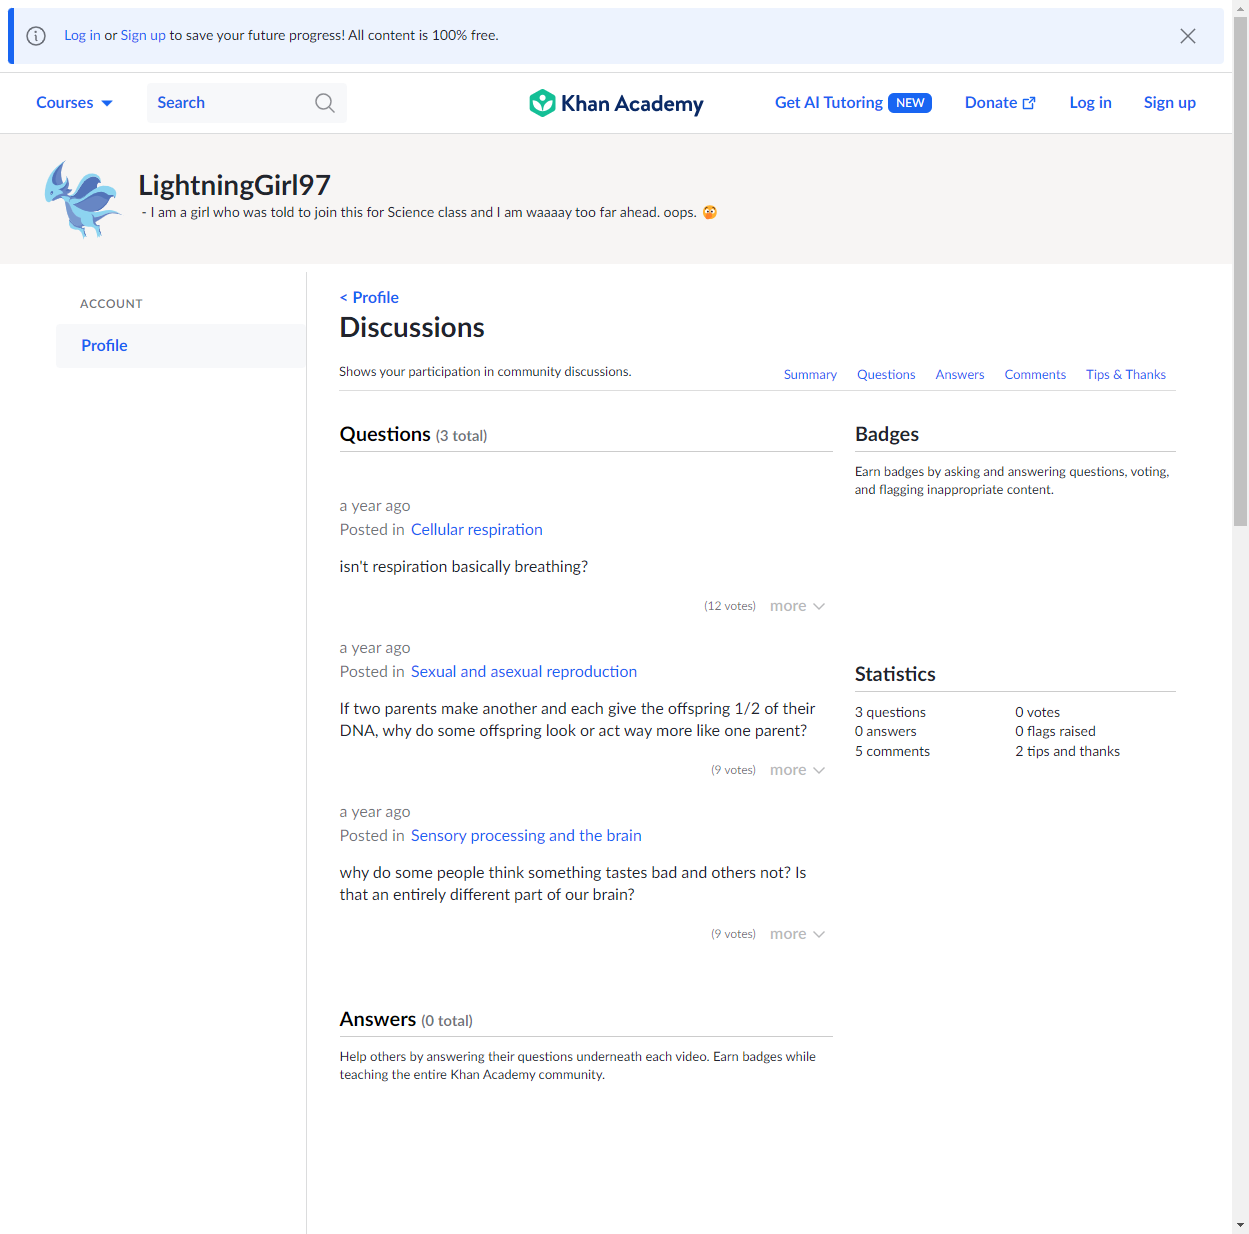 Log in or Sign up to save your future progress! All content is 100% free.
Courses
Search
Khan Academy
Get AI Tutoring NEW
Donate
Log in
Sign up
LightningGirl97
- I am a girl who was told to join this for Science class and I am waaaay too far ahead. oops.
ACCOUNT
Profile
< Profile
Discussions
Shows your participation in community discussions.
Summary
Questions
Answers
Comments
Tips & Thanks
Questions (3 total)
a year ago
Posted in Cellular respiration
isn't respiration basically breathing?
(12 votes) more
a year ago
Posted in Sexual and asexual reproduction
If two parents make another and each give the offspring 1/2 of their
DNA, why do some offspring look or act way more like one parent?
(9 votes) more
a year ago
Posted in Sensory processing and the brain
why do some people think something tastes bad and others not? Is
that an entirely different part of our brain?
(9 votes) more
Answers (0 total)
Help others by answering their questions underneath each video. Earn badges while
teaching the entire Khan Academy community.
Badges
Earn badges by asking and answering questions, voting,
and flagging inappropriate content.
Statistics
3 questions
0 votes
0 answers
0 flags raised
5 comments
2 tips and thanks